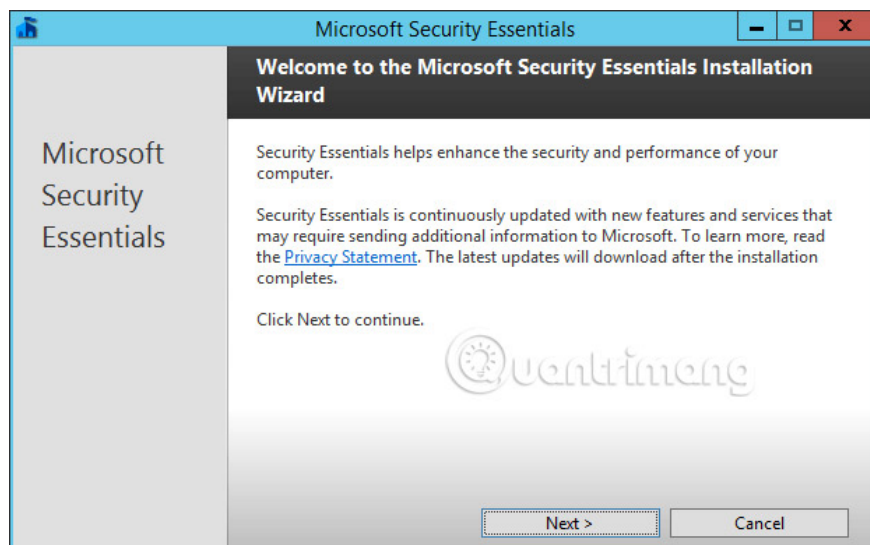 Microsoft Security Essentials
Welcome to the Microsoft Security Essentials Installation
Wizard
Microsoft
Security
Essentials
Security Essentials helps enhance the security and performance of your
computer.
Security Essentials is continuously updated with new features and services that
may require sending additional information to Microsoft. To learn more, read
the Privacy Statement. The latest updates will download after the installation
completes.
Click Next to continue.
Quantrimang
Next >
Cancel